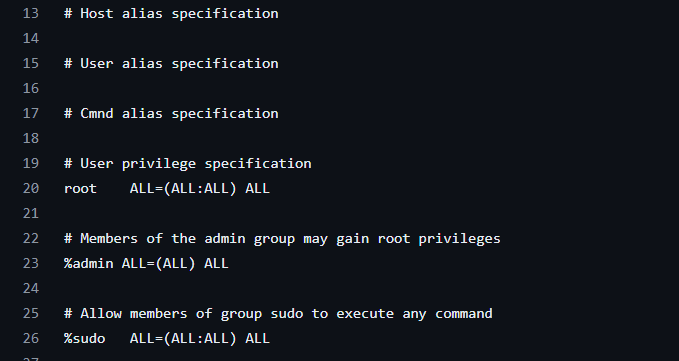 13 # Host alias specification
14
15 # User alias specification
16
17 # Cmnd alias specification
18
19 # User privilege specification
20 root    ALL=(ALL:ALL) ALL
21
22 # Members of the admin group may gain root privileges
23 %admin ALL=(ALL) ALL
24
25 # Allow members of group sudo to execute any command
26 %sudo   ALL=(ALL:ALL) ALL